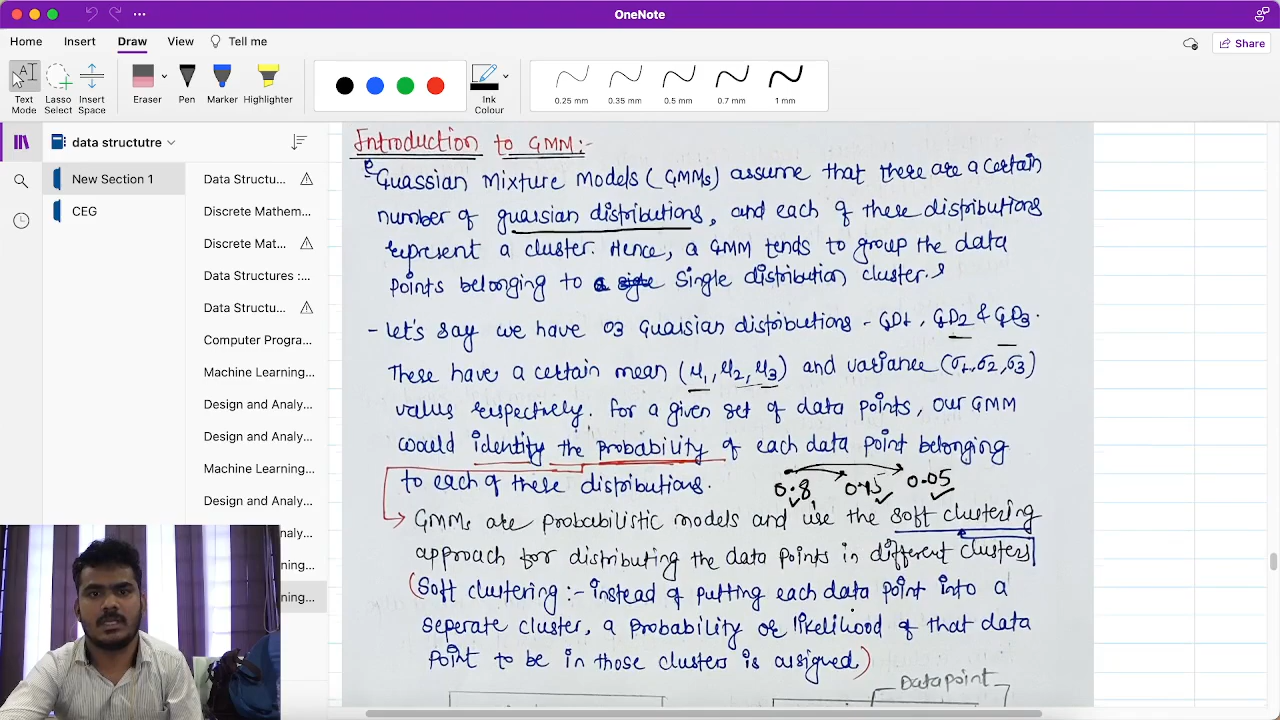 OneNote
Home Insert Draw View Tell me
Share
Text Mode
Lasso Select
Insert Space
Eraser
Pen
Marker
Highlighter
Ink Colour
0.25 mm 0.35 mm 0.5 mm 0.7 mm 1 mm
data structutre
New Section 1
CEG
Data Structu...
Discrete Mathem...
Discrete Mat...
Data Structures :...
Data Structu...
Computer Progra...
Machine Learning...
Design and Analy...
Design and Analy...
Machine Learning...
Design and Analy...
Introduction to GMM:-
Guassian Mixture Models (GMMs) assume that there are a certain
number of guaisian distributions, and each of these distributions
represent a cluster. Hence, a GMM tends to group the data
points belonging to single distribution cluster.
- Let's say we have 03 Guaisian distributions - GD1, GD2 & GD3.
These have a certain mean (μ1, μ2, μ3) and variance (σ1, σ2, σ3)
value respectively. For a given set of data points, our GMM
would identify the probability of each data point belonging
to each of these distributions.
0.8 0.15 0.05
GMMs are probabilistic models and use the soft clustering
approach for distributing the data points in different clusters
(Soft clustering :- instead of putting each data point into a
seperate cluster, a probability or likelihood of that data
point to be in those clusters is assigned)
Datapoint